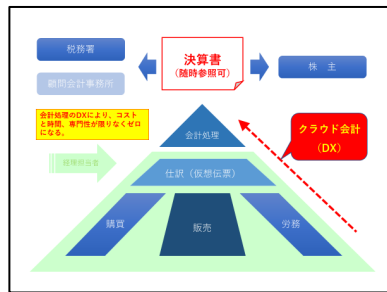 税務署
顧問会計事務所
決算書
(随時参照可)
株 主
会計処理のDXにより、コスト
と時間、専門性が限りなくゼロ
になる。
会計処理
クラウド会計
(DX)
経理担当者
仕訳（仮想伝票）
購買
販売
労務